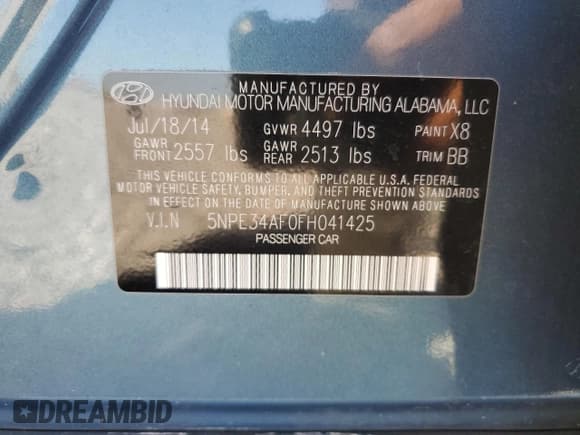 MANUFACTURED BY
HYUNDAI MOTOR MANUFACTURING ALABAMA, LLC
Jul/18/14 GVWR 4497 lbs PAINT X8
GAWR FRONT 2557 lbs GAWR REAR 2513 lbs TRIM BB
THIS VEHICLE CONFORMS TO ALL APPLICABLE U.S.A. FEDERAL
MOTOR VEHICLE SAFETY, BUMPER, AND THEFT PREVENTION STANDARDS
IN EFFECT ON THE DATE OF MANUFACTURE SHOWN ABOVE
V.I.N 5NPE34AF0FH041425
PASSENGER CAR
DREAMBID